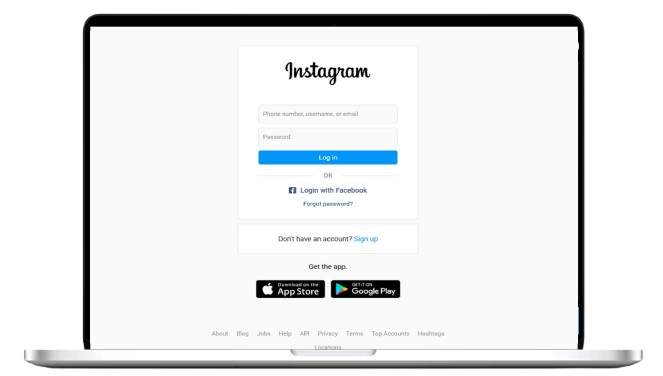 Instagram
Phone number, username, or email
Password
Log in
OR
Login with Facebook
Forgot password?
Don't have an account? Sign up
Get the app.
Download on the
App Store
GET IT ON
Google Play
About Blog Jobs Help API Privacy Terms Top Accounts Hashtags
Locations